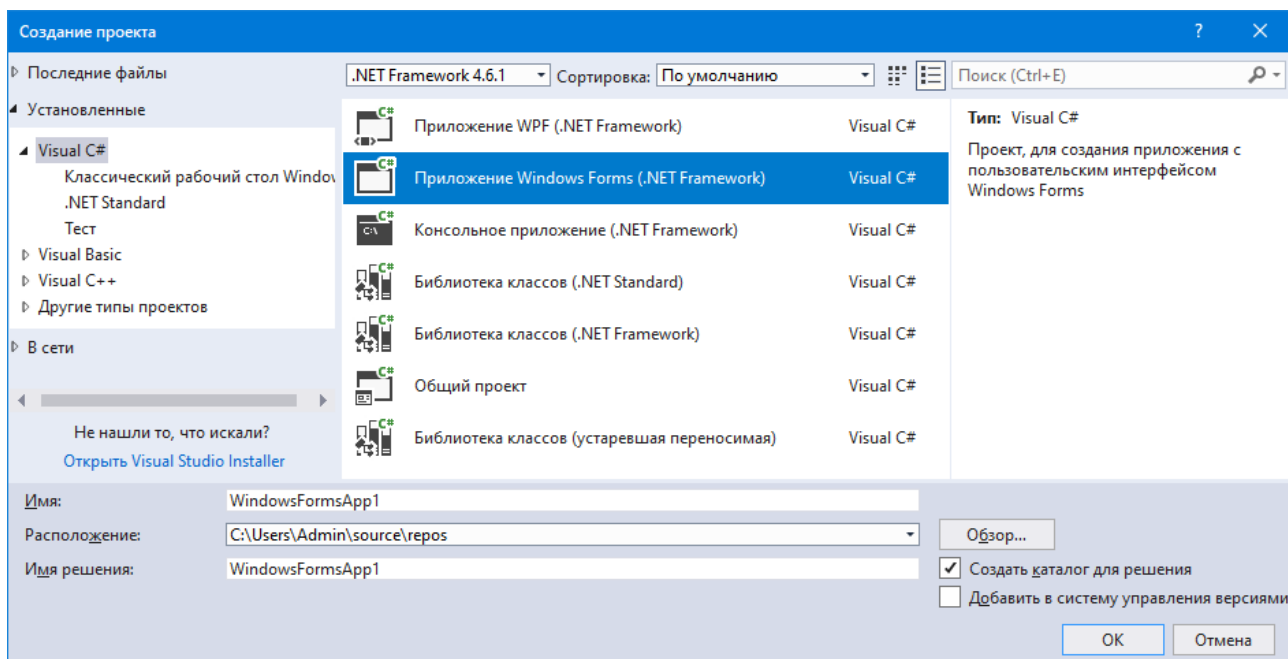 Создание проекта
?
Последние файлы
Установленные
Visual C#
Классический рабочий стол Window
.NET Standard
Тест
Visual Basic
Visual C++
Другие типы проектов
В сети
Не нашли то, что искали?
Открыть Visual Studio Installer
.NET Framework 4.6.1 Сортировка: По умолчанию
Поиск (Ctrl+E)
C# Приложение WPF (.NET Framework) Visual C#
C# Приложение Windows Forms (.NET Framework) Visual C#
C# C:\ Консольное приложение (.NET Framework) Visual C#
C# Библиотека классов (.NET Standard) Visual C#
C# Библиотека классов (.NET Framework) Visual C#
C# Общий проект Visual C#
C# Библиотека классов (устаревшая переносимая) Visual C#
Тип: Visual C#
Проект, для создания приложения с
пользовательским интерфейсом
Windows Forms
Имя: WindowsFormsApp1
Расположение: C:\Users\Admin\source\repos Обзор...
Имя решения: WindowsFormsApp1
Создать каталог для решения
Добавить в систему управления версиями
ОК Отмена